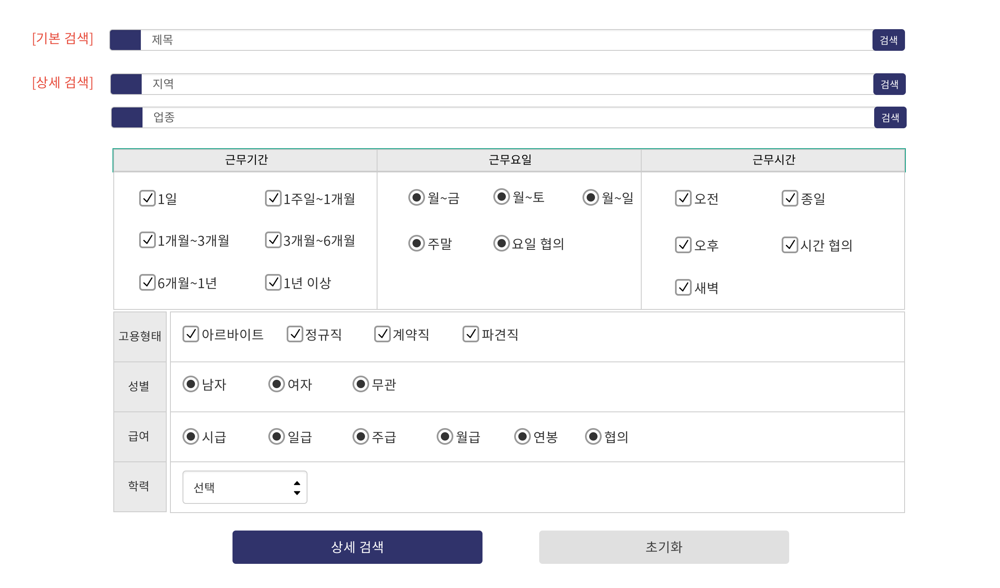 [기본 검색] 제목 검색
[상세 검색] 지역 검색
업종 검색
근무기간 근무요일 근무시간
1일 1주일~1개월 월~금 월~토 월~일 오전 종일
1개월~3개월 3개월~6개월 주말 요일 협의 오후 시간 협의
6개월~1년 1년 이상 새벽
고용형태 아르바이트 정규직 계약직 파견직
성별 남자 여자 무관
급여 시급 일급 주급 월급 연봉 협의
학력 선택
상세 검색 초기화